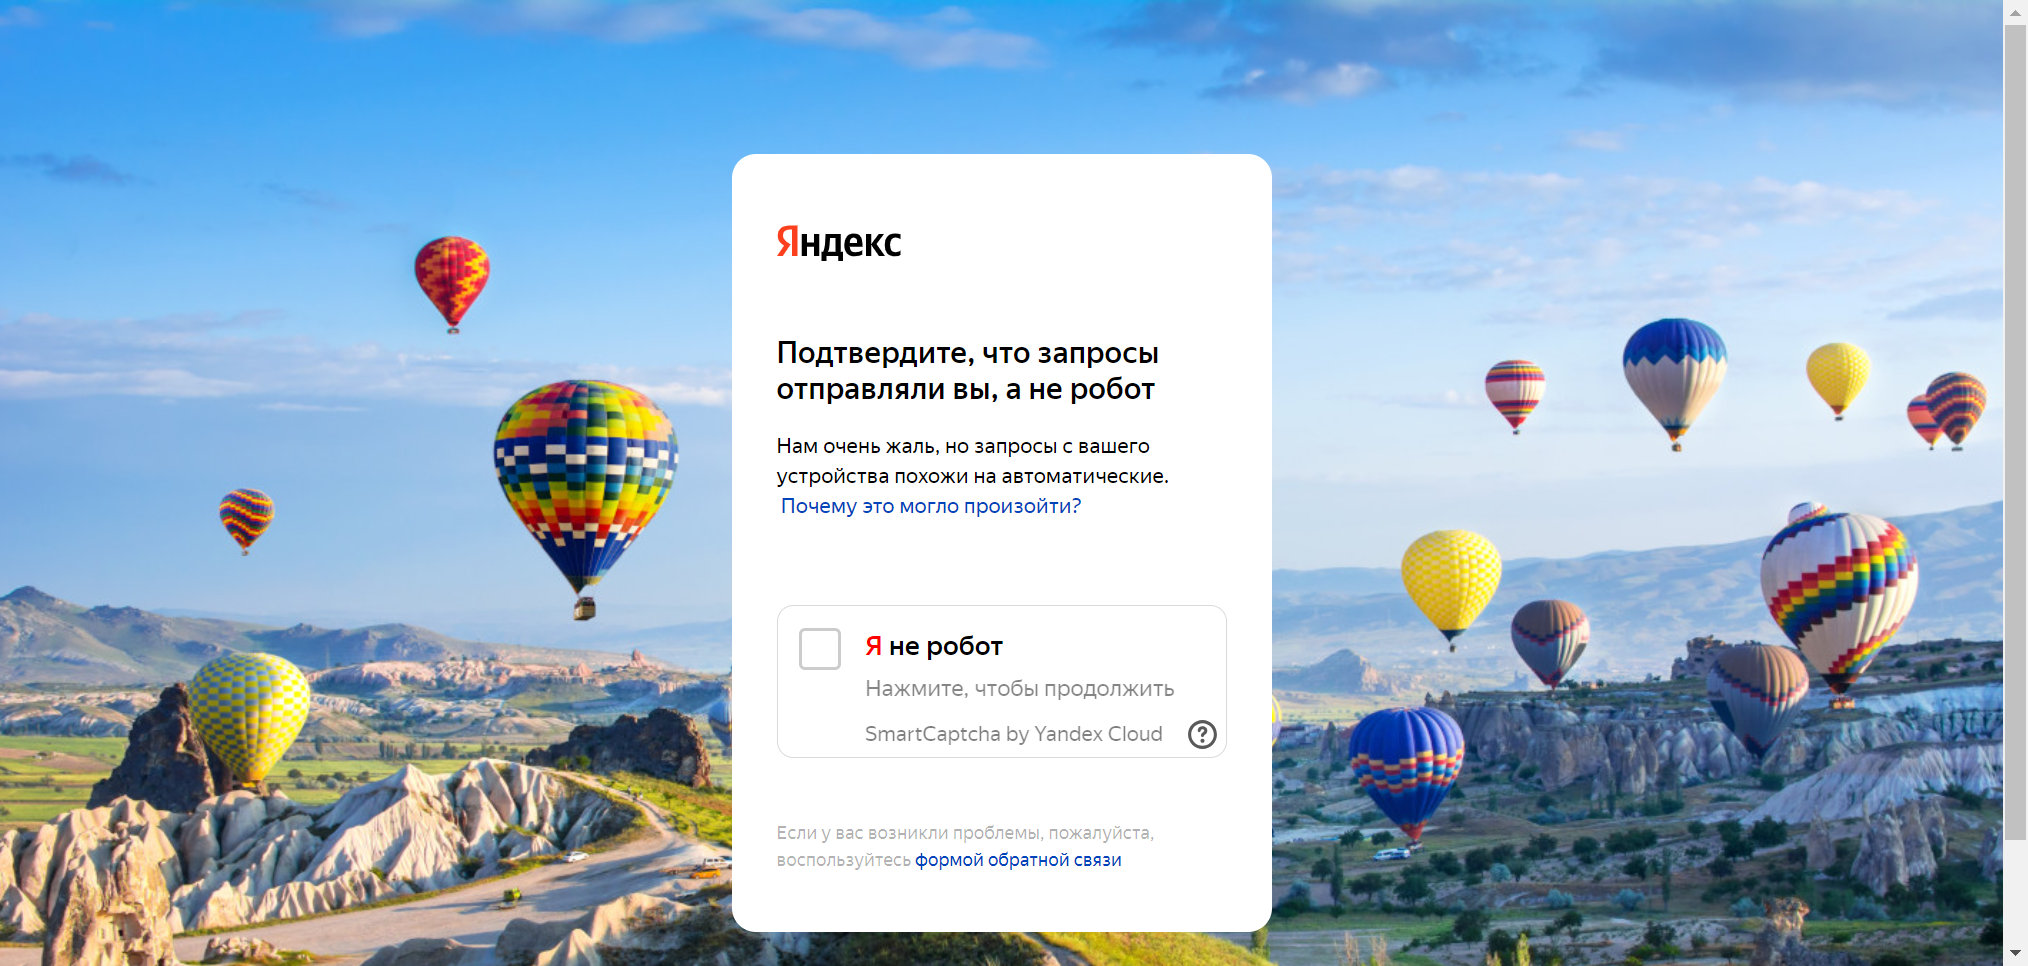 Яндекс
Подтвердите, что запросы
отправляли вы, а не робот
Нам очень жаль, но запросы с вашего
устройства похожи на автоматические.
Почему это могло произойти?
Я не робот
Нажмите, чтобы продолжить
SmartCaptcha by Yandex Cloud
?
Если у вас возникли проблемы, пожалуйста,
воспользуйтесь формой обратной связи